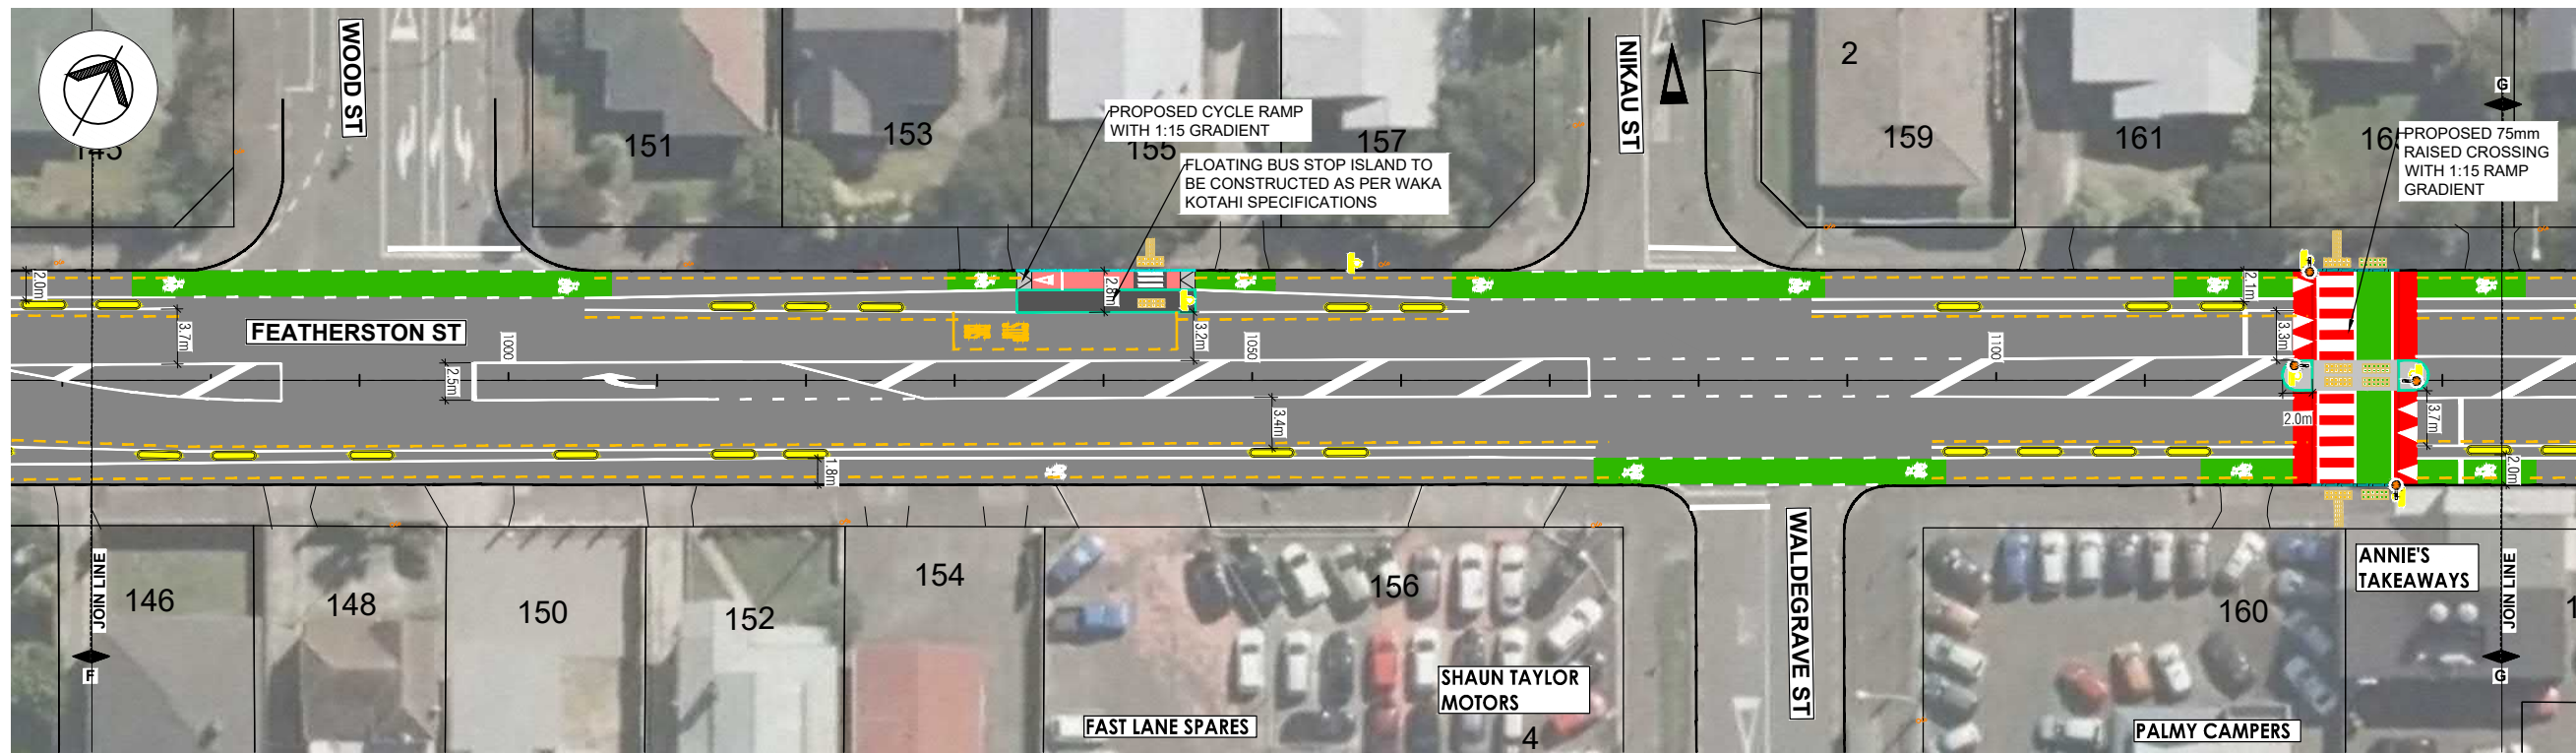 WOOD ST
NIKAU ST
2
G
145
151
153
155
157
159
161
PROPOSED CYCLE RAMP
WITH 1:15 GRADIENT
FLOATING BUS STOP ISLAND TO
BE CONSTRUCTED AS PER WAKA
KOTAHI SPECIFICATIONS
PROPOSED 75mm
RAISED CROSSING
WITH 1:15 RAMP
GRADIENT
2.0m
3.7m
FEATHERSTON ST
2.8m
3.2m
2.1m
3.3m
1000
1050
1100
2.5m
3.4m
2.0m
3.7m
1.8m
2.0m
JOIN LINE
F
146
148
150
152
154
156
FAST LANE SPARES
SHAUN TAYLOR
MOTORS
4
WALDEGRAVE ST
160
PALMY CAMPERS
ANNIE'S
TAKEAWAYS
JOIN LINE
G